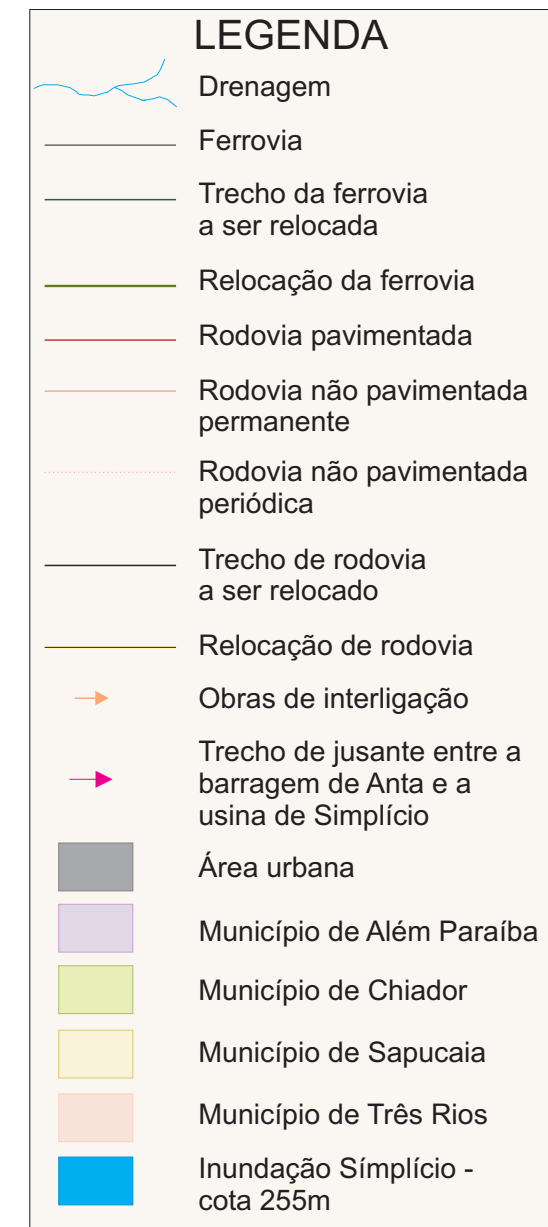 LEGENDA
Drenagem
Ferrovia
Trecho da ferrovia
a ser relocada
Relocação da ferrovia
Rodovia pavimentada
Rodovia não pavimentada
permanente
Rodovia não pavimentada
periódica
Trecho de rodovia
a ser relocado
Relocação de rodovia
Obras de interligação
Trecho de jusante entre a
barragem de Anta e a
usina de Simplício
Área urbana
Município de Além Paraíba
Município de Chiador
Município de Sapucaia
Município de Três Rios
Inundação Símplício -
cota 255m